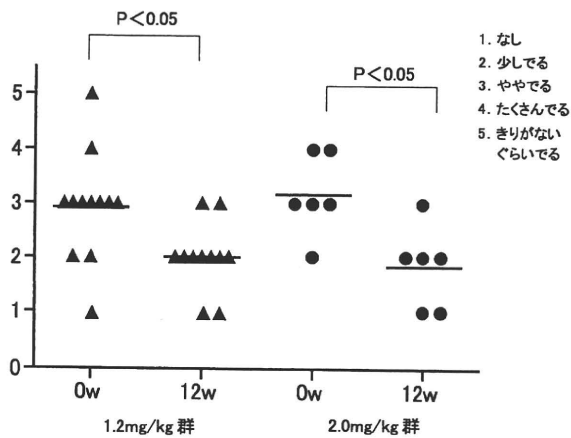 P<0.05
P<0.05
1. なし
2. 少しでる
3. ややでる
4. たくさんでる
5. きりがない
ぐらいでる
5
4
3
2
1
0
0w
12w
0w
12w
1.2mg/kg 群
2.0mg/kg 群